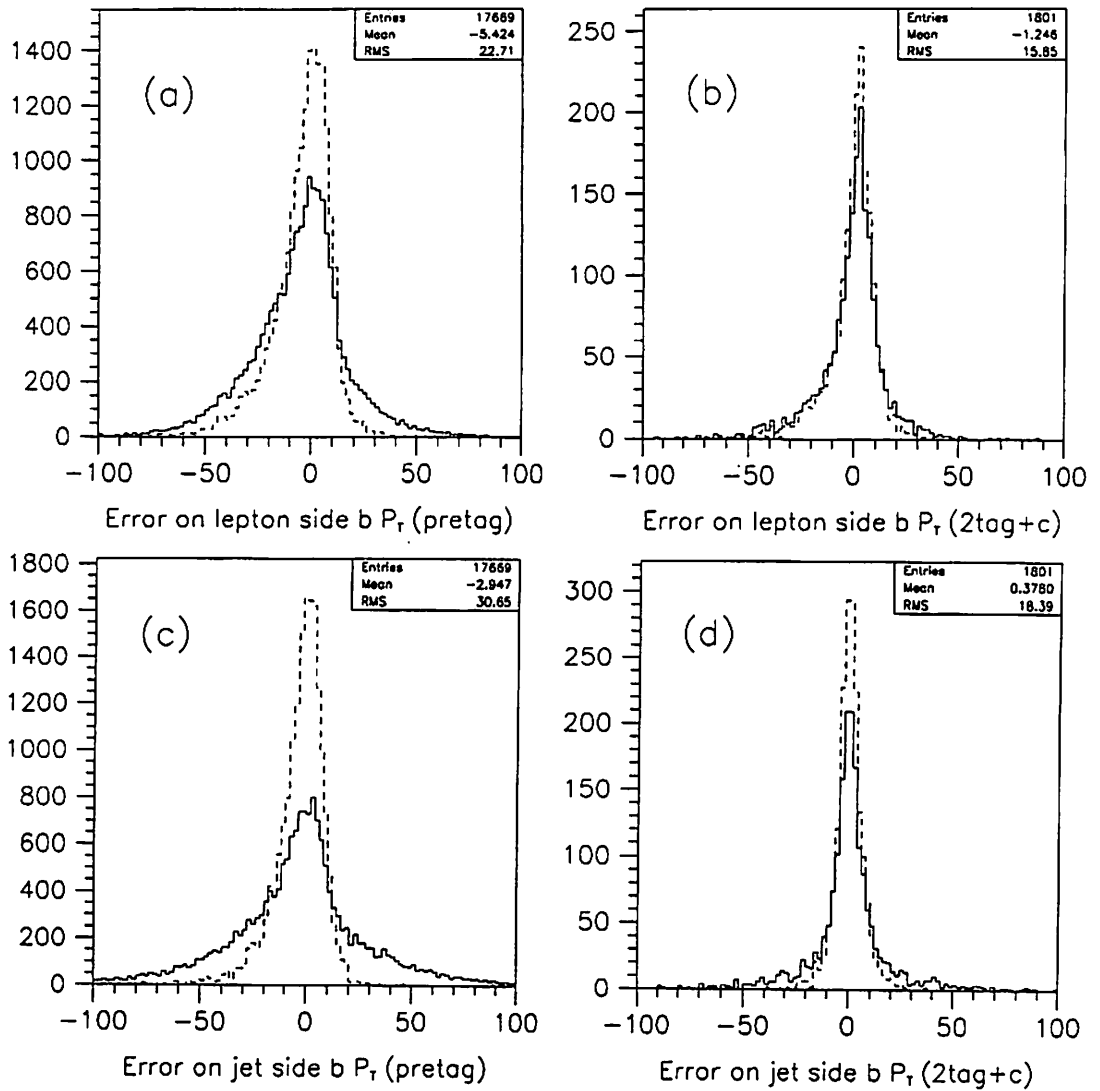 Entries 17669
Mean -5.424
RMS 22.71
(a)
1400
1200
1000
800
600
400
200
0
-100 -50 0 50 100
Error on lepton side b P_T (pretag)
Entries 1801
Mean -1.246
RMS 15.85
(b)
250
200
150
100
50
0
-100 -50 0 50 100
Error on lepton side b P_T (2tag+c)
Entries 17669
Mean -2.947
RMS 30.65
(c)
1800
1600
1400
1200
1000
800
600
400
200
0
-100 -50 0 50 100
Error on jet side b P_T (pretag)
Entries 1801
Mean 0.3780
RMS 18.39
(d)
300
250
200
150
100
50
0
-100 -50 0 50 100
Error on jet side b P_T (2tag+c)